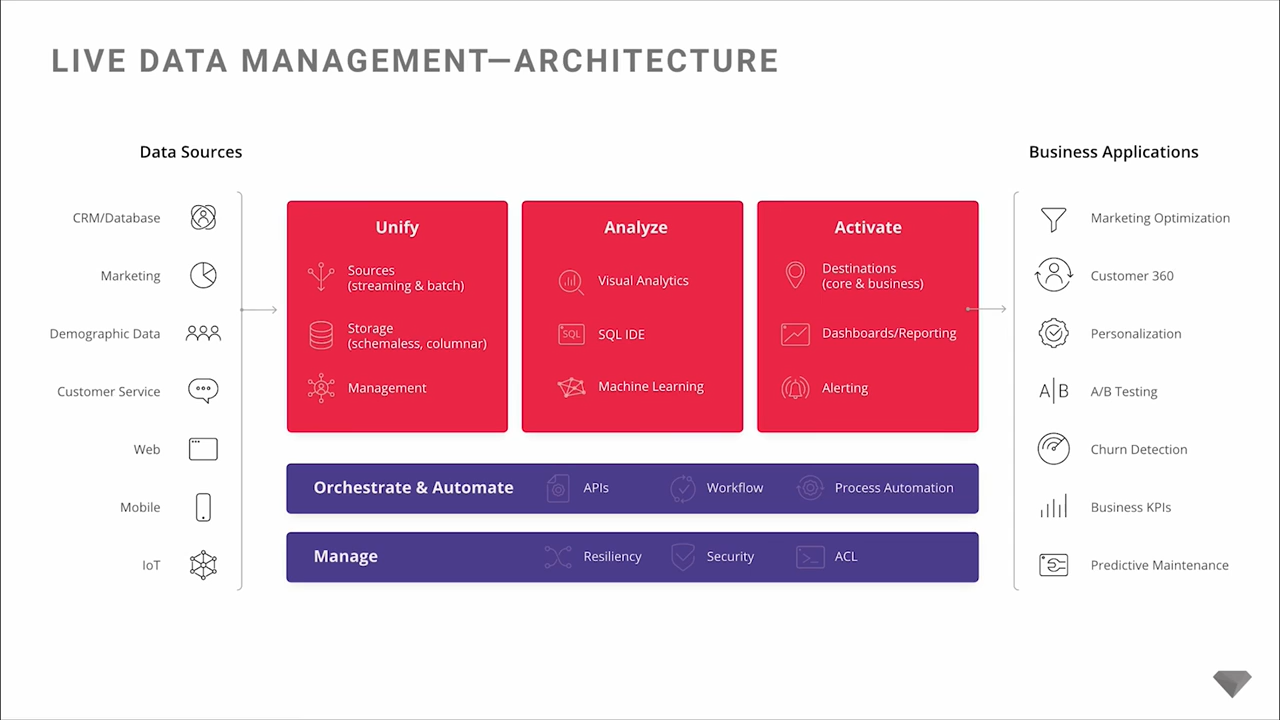 LIVE DATA MANAGEMENT—ARCHITECTURE
Data Sources
CRM/Database
Marketing
Demographic Data
Customer Service
Web
Mobile
IoT
Unify
Sources
(streaming & batch)
Storage
(schemaless, columnar)
Management
Analyze
Visual Analytics
SQL
SQL IDE
Machine Learning
Activate
Destinations
(core & business)
Dashboards/Reporting
Alerting
Orchestrate & Automate
APIs
Workflow
Process Automation
Manage
Resiliency
Security
ACL
Business Applications
Marketing Optimization
Customer 360
Personalization
A|B
A/B Testing
Churn Detection
Business KPIs
Predictive Maintenance